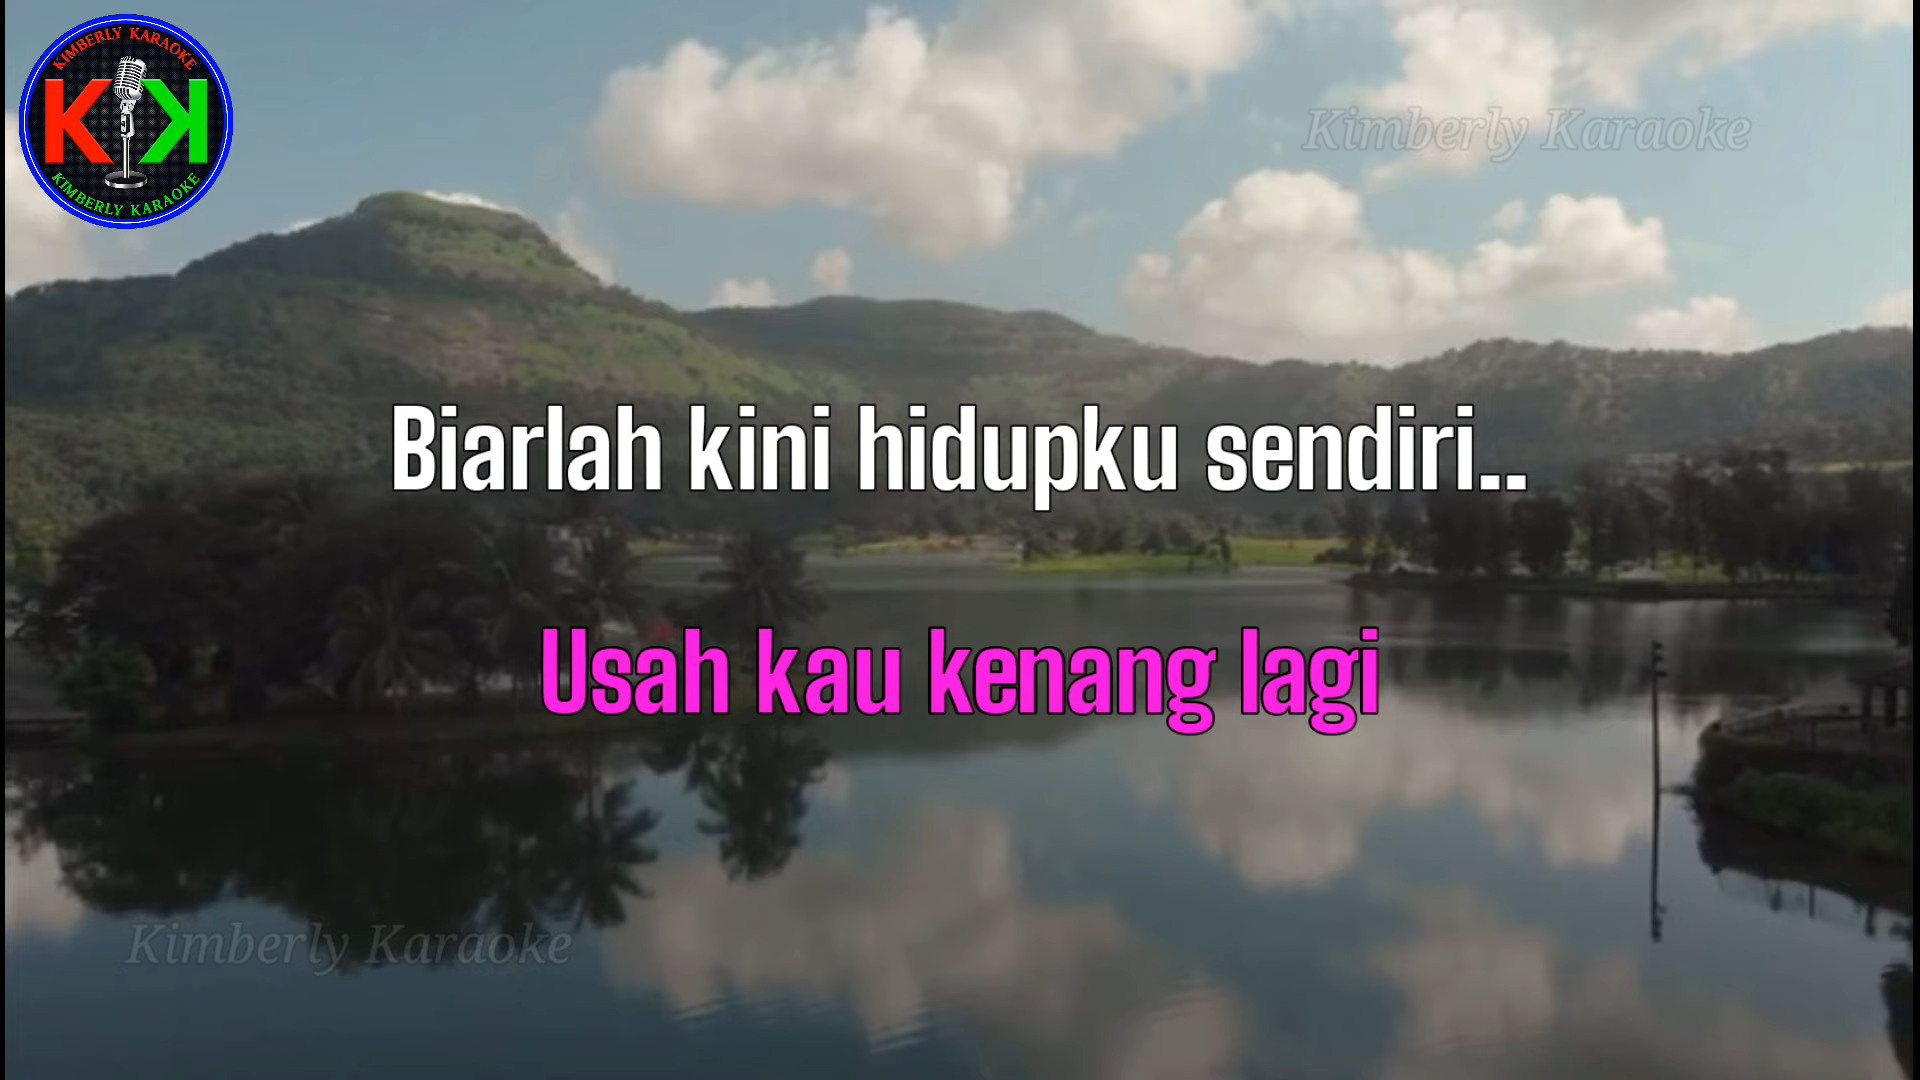 KIMBERLY KARAOKE
KK
KIMBERLY KARAOKE
Kimberly Karaoke
Biarlah kini hidupku sendiri..
Usah kau kenang lagi
Kimberly Karaoke